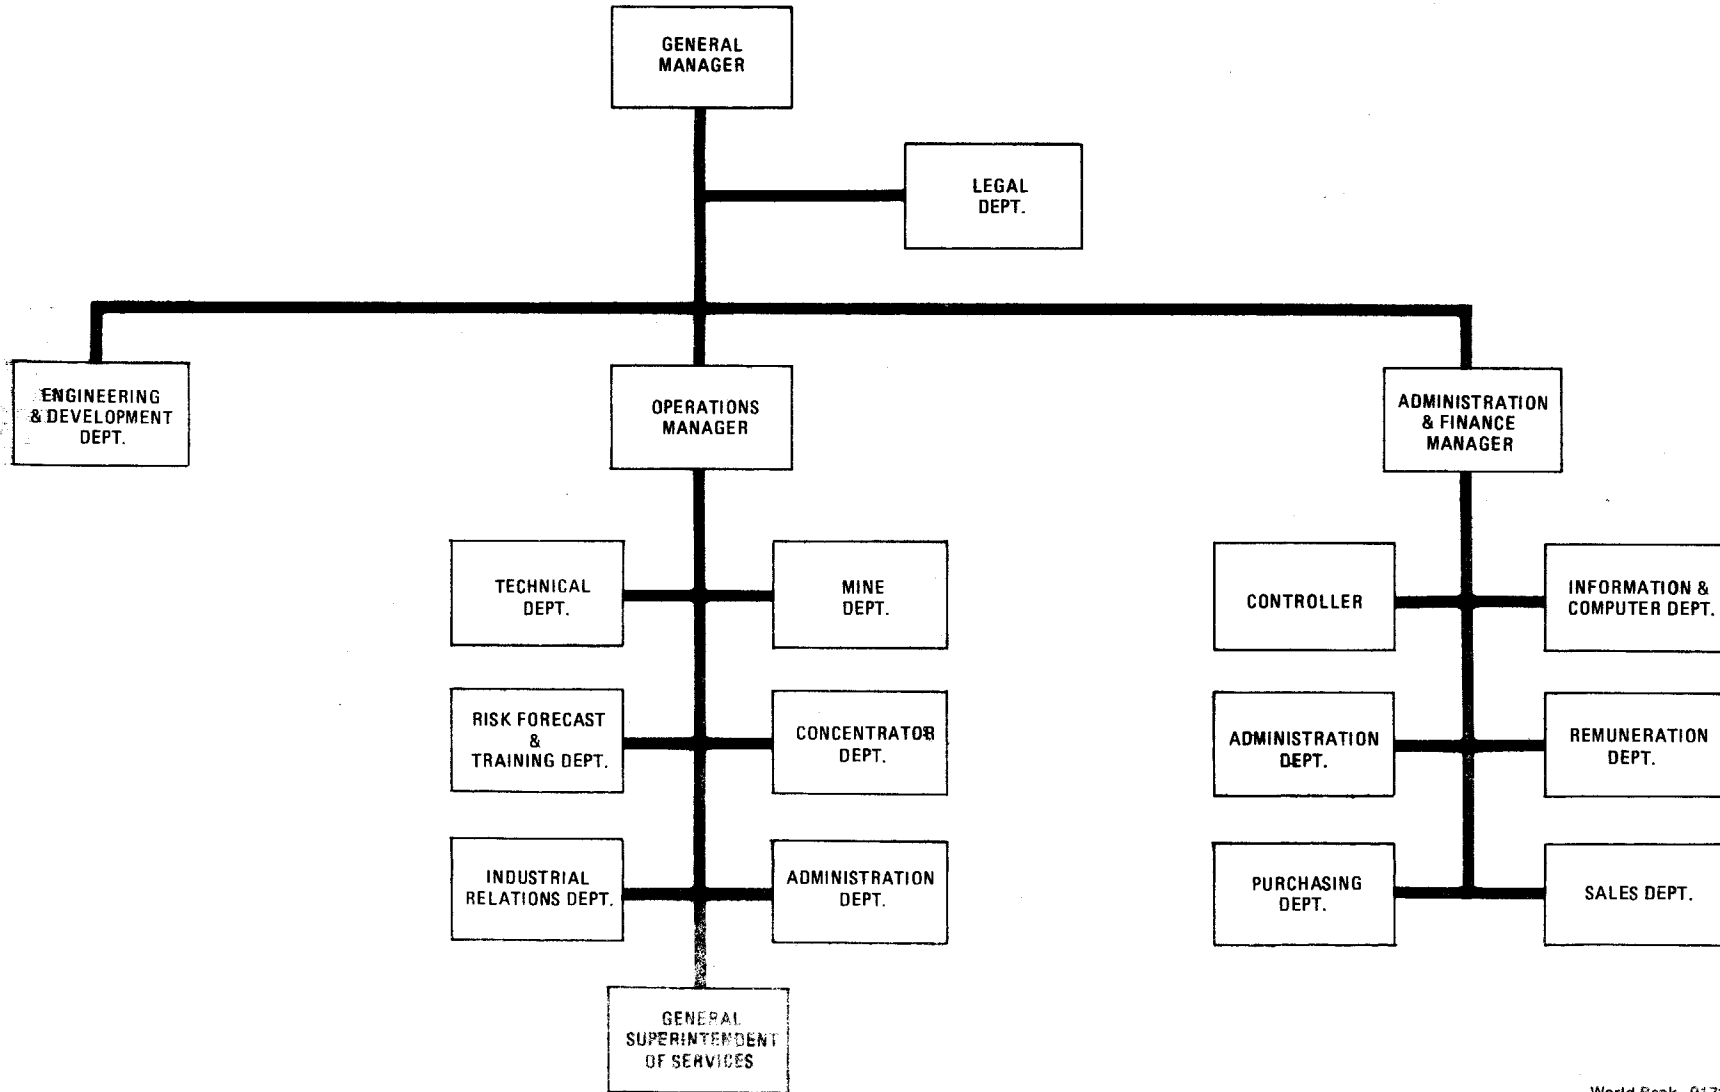 GENERAL
MANAGER
LEGAL
DEPT.
ENGINEERING
& DEVELOPMENT
DEPT.
OPERATIONS
MANAGER
ADMINISTRATION
& FINANCE
MANAGER
TECHNICAL
DEPT.
MINE
DEPT.
CONTROLLER
INFORMATION &
COMPUTER DEPT.
RISK FORECAST
&
TRAINING DEPT.
CONCENTRATOR
DEPT.
ADMINISTRATION
DEPT.
REMUNERATION
DEPT.
INDUSTRIAL
RELATIONS DEPT.
ADMINISTRATION
DEPT.
PURCHASING
DEPT.
SALES DEPT.
GENERAL
SUPERINTENDENT
OF SERVICES
World Bank